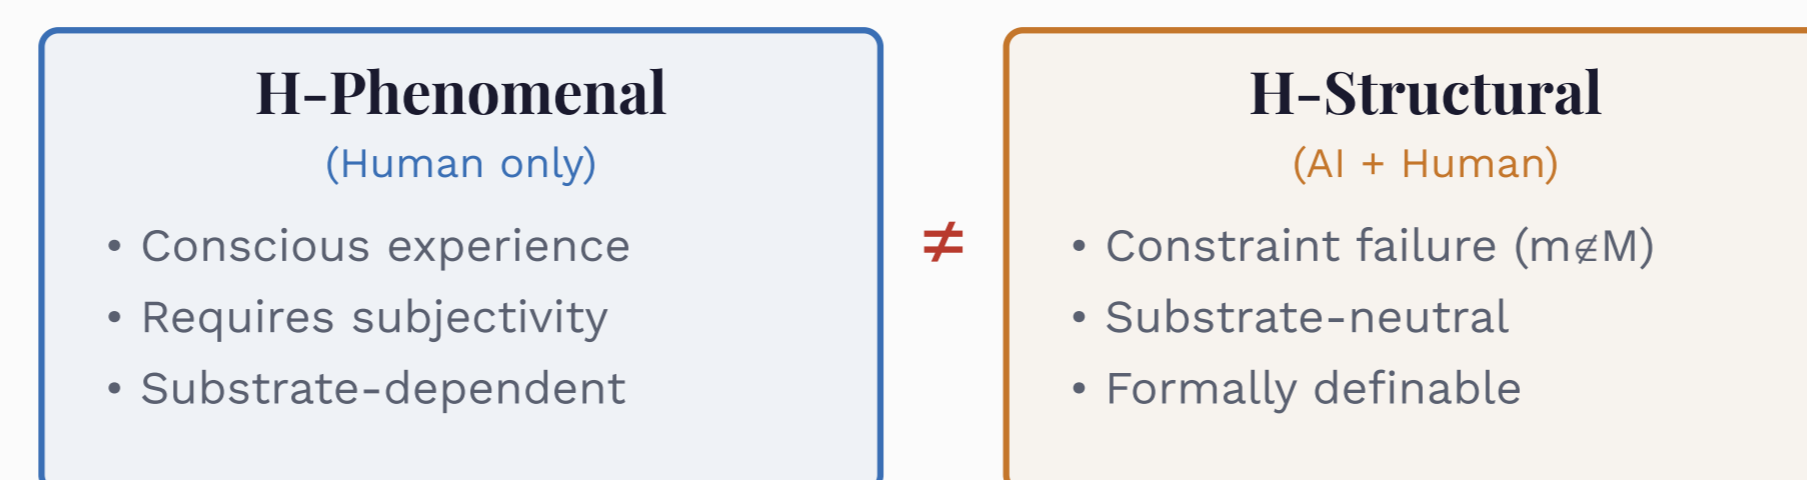 H-Phenomenal
(Human only)
• Conscious experience
• Requires subjectivity
• Substrate-dependent
≠
H-Structural
(AI + Human)
• Constraint failure (m∉M)
• Substrate-neutral
• Formally definable